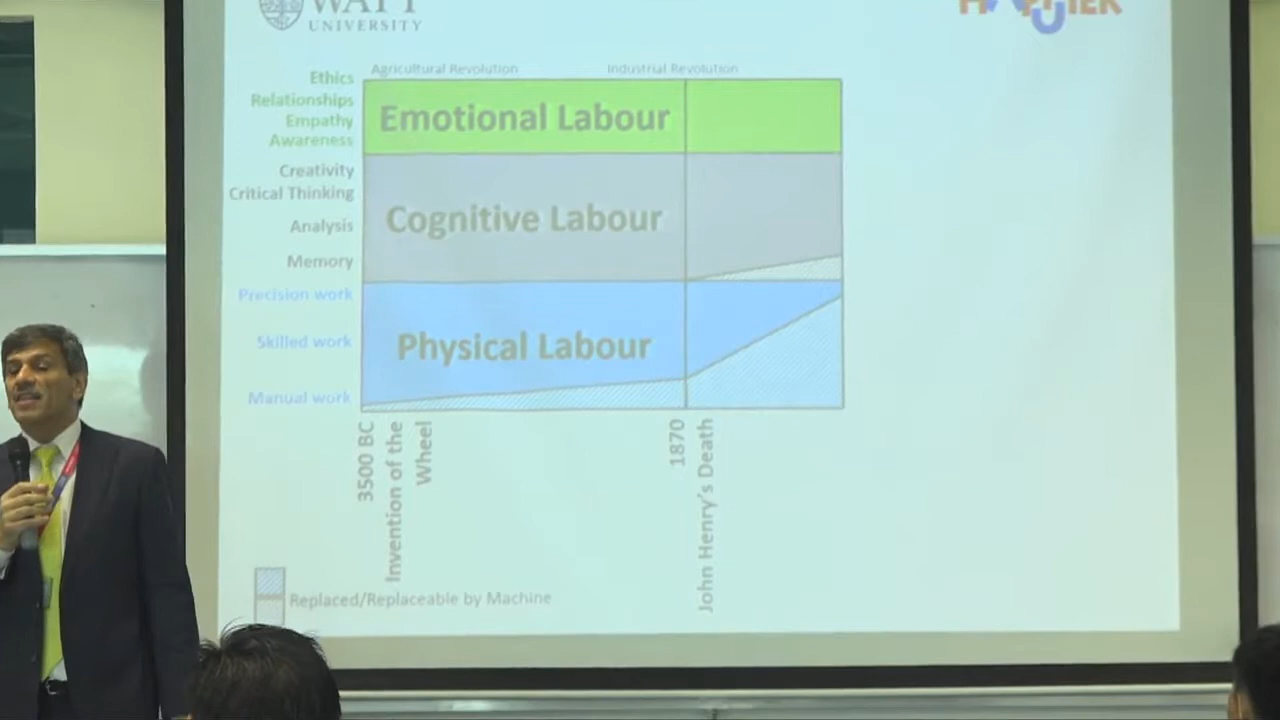 WATT
UNIVERSITY
HAPPIER
Agricultural Revolution
Industrial Revolution
Ethics
Relationships
Empathy
Awareness
Emotional Labour
Creativity
Critical Thinking
Analysis
Memory
Cognitive Labour
Precision work
Skilled work
Manual work
Physical Labour
3500 BC
Invention of the
Wheel
1870
John Henry's Death
Replaced/Replaceable by Machine